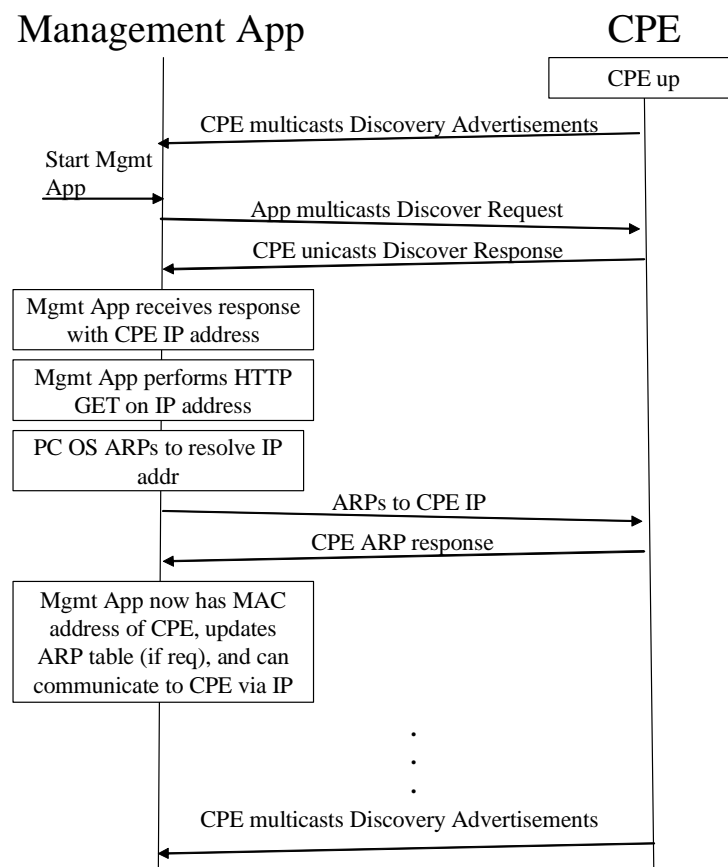 Management App
CPE
CPE up
CPE multicasts Discovery Advertisements
Start Mgmt
App
App multicasts Discover Request
CPE unicasts Discover Response
Mgmt App receives response
with CPE IP address
Mgmt App performs HTTP
GET on IP address
PC OS ARPs to resolve IP
addr
ARPs to CPE IP
CPE ARP response
Mgmt App now has MAC
address of CPE, updates
ARP table (if req), and can
communicate to CPE via IP
.
.
.
CPE multicasts Discovery Advertisements